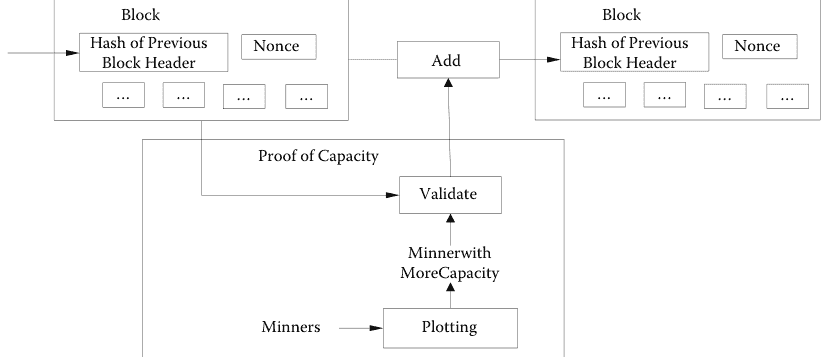 Block
Hash of Previous
Block Header
Nonce
...
...
...
...
Add
Block
Hash of Previous
Block Header
Nonce
...
...
...
...
Proof of Capacity
Validate
Minnerwith
MoreCapacity
Minners
Plotting